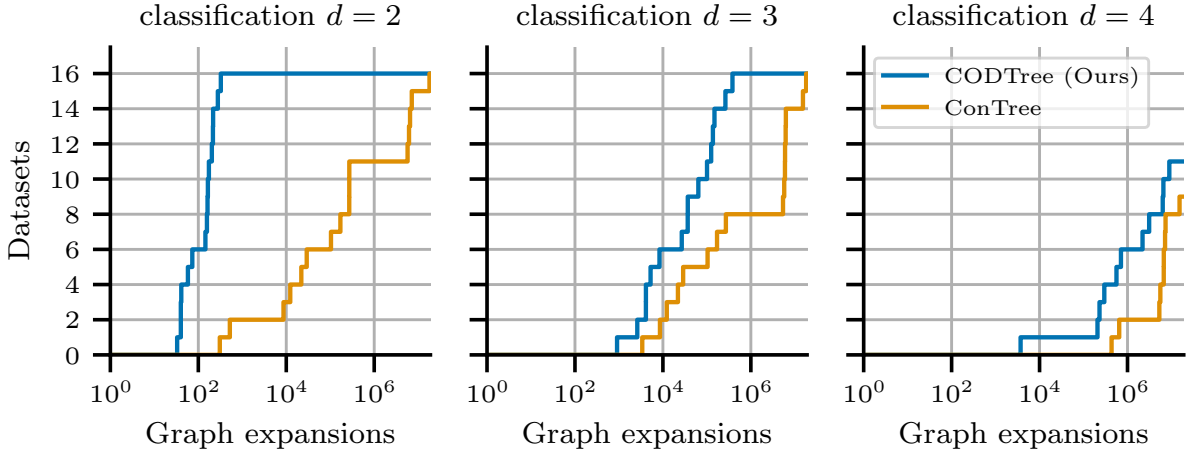 classification d = 2
classification d = 3
classification d = 4
Datasets
16
14
12
10
8
6
4
2
0
CODTree (Ours)
ConTree
10^0 10^2 10^4 10^6
10^0 10^2 10^4 10^6
10^0 10^2 10^4 10^6
Graph expansions
Graph expansions
Graph expansions